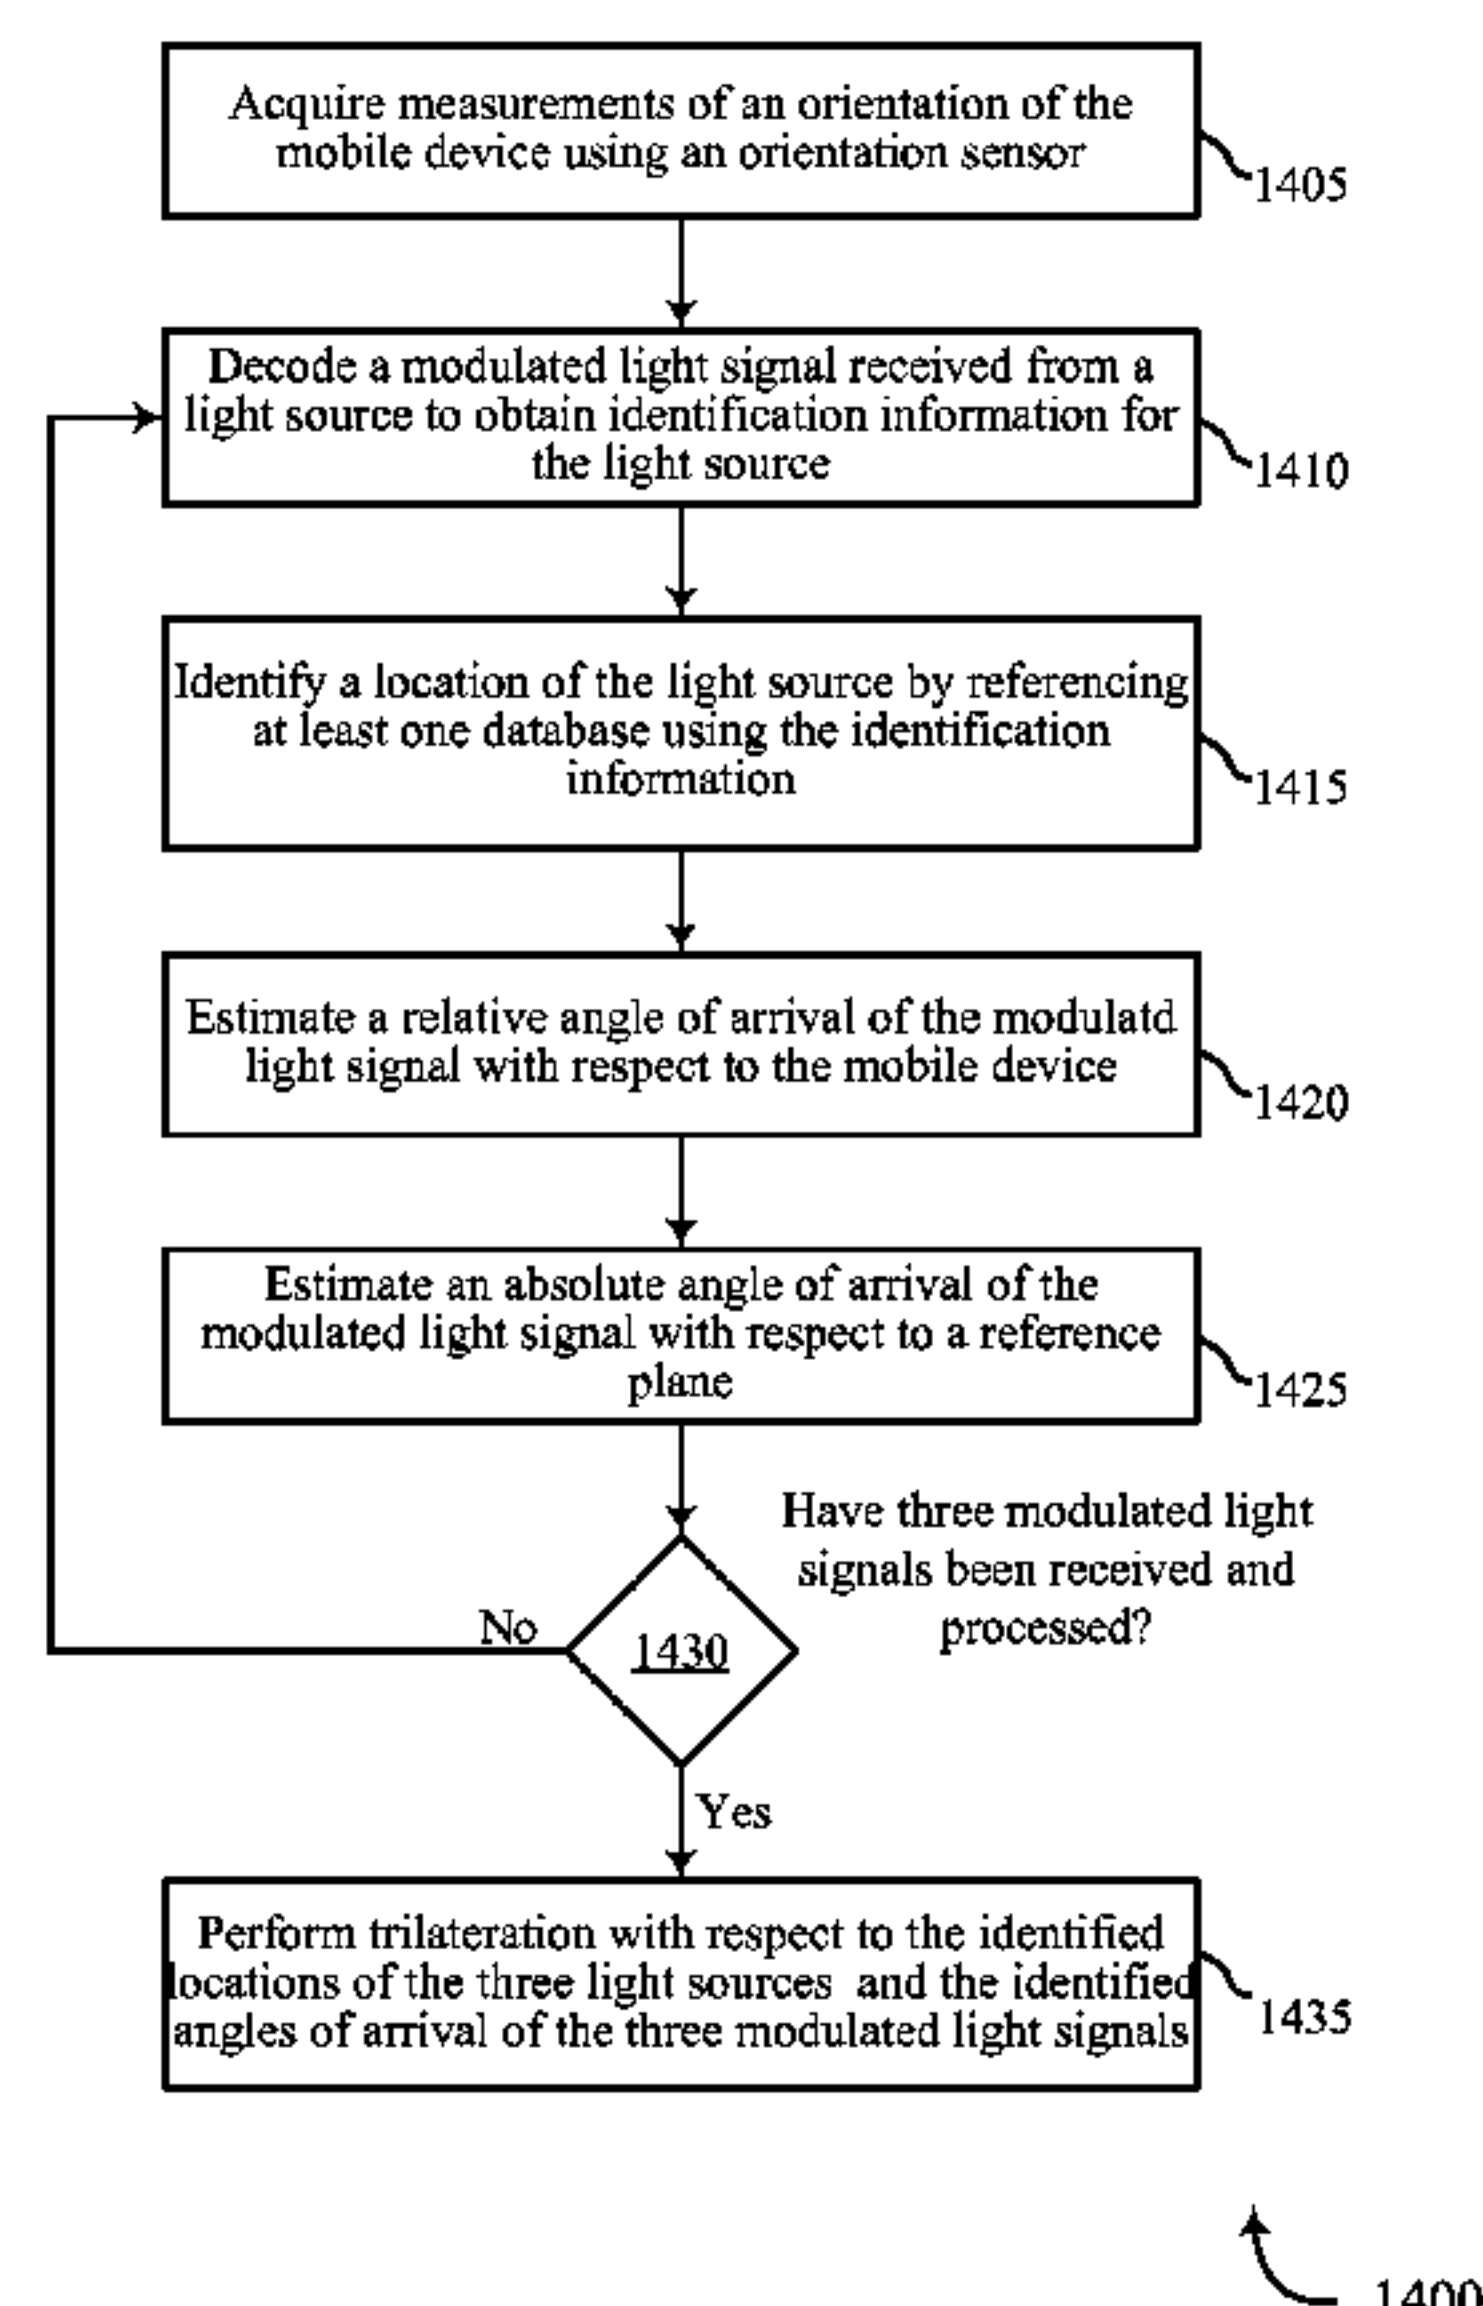 Acquire measurements of an orientation of the
mobile device using an orientation sensor
1405
Decode a modulated light signal received from a
light source to obtain identification information for
the light source
1410
Identify a location of the light source by referencing
at least one database using the identification
information
1415
Estimate a relative angle of arrival of the modulatd
light signal with respect to the mobile device
1420
Estimate an absolute angle of arrival of the
modulated light signal with respect to a reference
plane
1425
Have three modulated light
signals been received and
processed?
No
1430
Yes
Perform trilateration with respect to the identified
locations of the three light sources and the identified
angles of arrival of the three modulated light signals
1435
1400